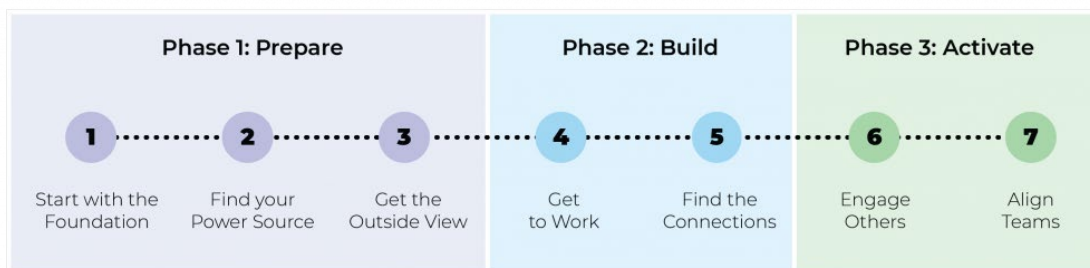 Phase 1: Prepare
Phase 2: Build
Phase 3: Activate
1
2
3
4
5
6
7
Start with the
Foundation
Find your
Power Source
Get the
Outside View
Get
to Work
Find the
Connections
Engage
Others
Align
Teams